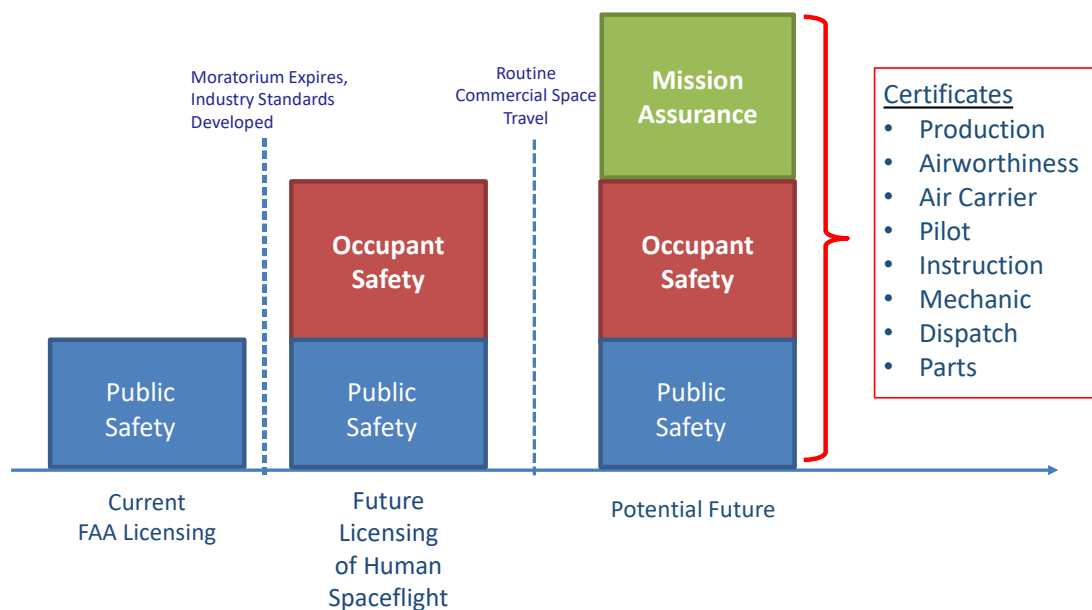 Moratorium Expires,
Industry Standards
Developed
Routine
Commercial Space
Travel
Mission
Assurance
Occupant
Safety
Occupant
Safety
Public
Safety
Public
Safety
Public
Safety
Certificates
• Production
• Airworthiness
• Air Carrier
• Pilot
• Instruction
• Mechanic
• Dispatch
• Parts
Current
FAA Licensing
Future
Licensing
of Human
Spaceflight
Potential Future